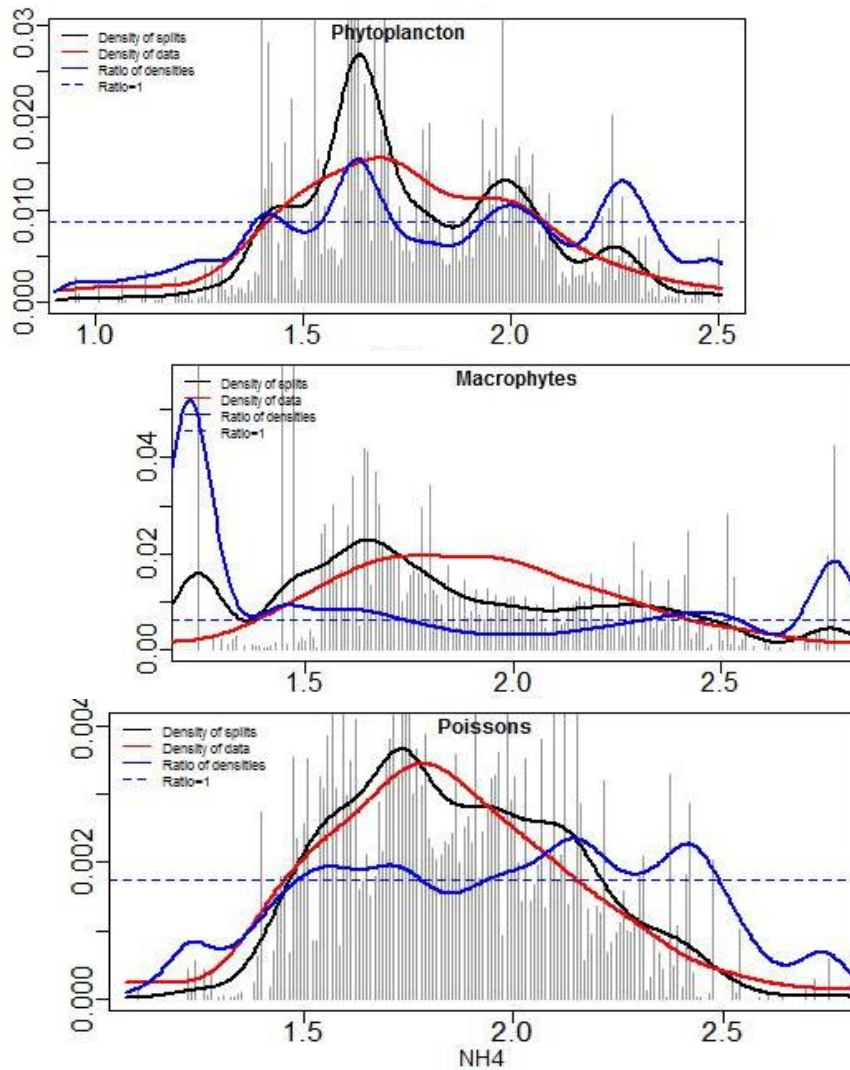 Phytoplancton
Density of splits
Density of data
Ratio of densities
Ratio=1
0.000 0.010 0.020 0.03
1.0 1.5 2.0 2.5
Macrophytes
Density of splits
Density of data
Ratio of densities
Ratio=1
0.00 0.02 0.04
1.5 2.0 2.5
Poissons
Density of splits
Density of data
Ratio of densities
Ratio=1
0.000 0.002 0.004
1.5 2.0 2.5
NH4